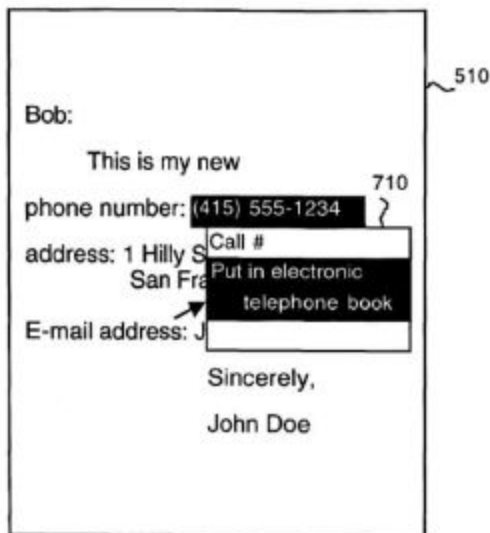 510
Bob:
This is my new
710
phone number: (415) 555-1234
Call #
address: 1 Hilly S
Put in electronic
San Fra
telephone book
E-mail address: J
Sincerely,
John Doe